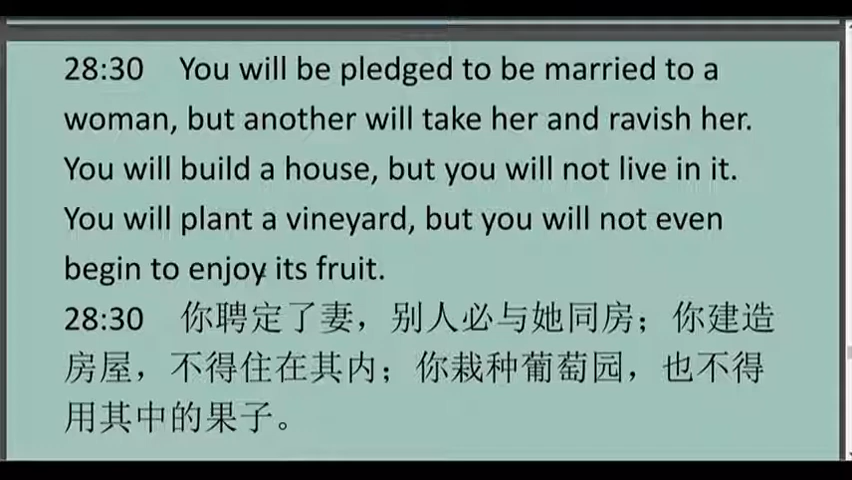 28:30 You will be pledged to be married to a
woman, but another will take her and ravish her.
You will build a house, but you will not live in it.
You will plant a vineyard, but you will not even
begin to enjoy its fruit.
28:30 你聘定了妻，别人必与她同房；你建造
房屋，不得住在其内；你栽种葡萄园，也不得
用其中的果子。